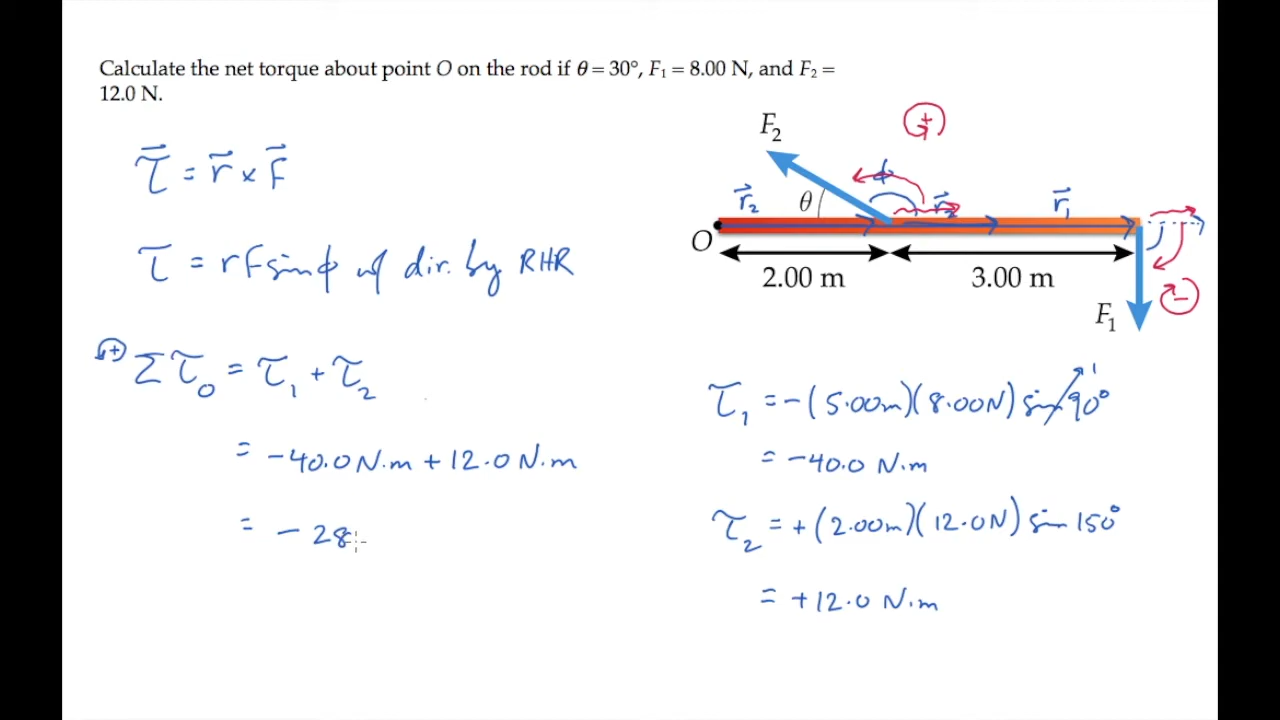 Calculate the net torque about point O on the rod if θ = 30°, F₁ = 8.00 N, and F₂ =
12.0 N.
τ⃗ = r⃗ × F⃗
τ = rF sin ϕ w/ dir. by RHR
+ Στ₀ = τ₁ + τ₂
= -40.0 N·m + 12.0 N·m
= -28
+
F₂
ϕ
r⃗₂
θ
r⃗₂
r⃗₁
O
2.00 m
3.00 m
-
F₁
τ₁ = -(5.00m)(8.00N) sin 90° 1
= -40.0 N·m
τ₂ = +(2.00m)(12.0N) sin 150°
= +12.0 N·m